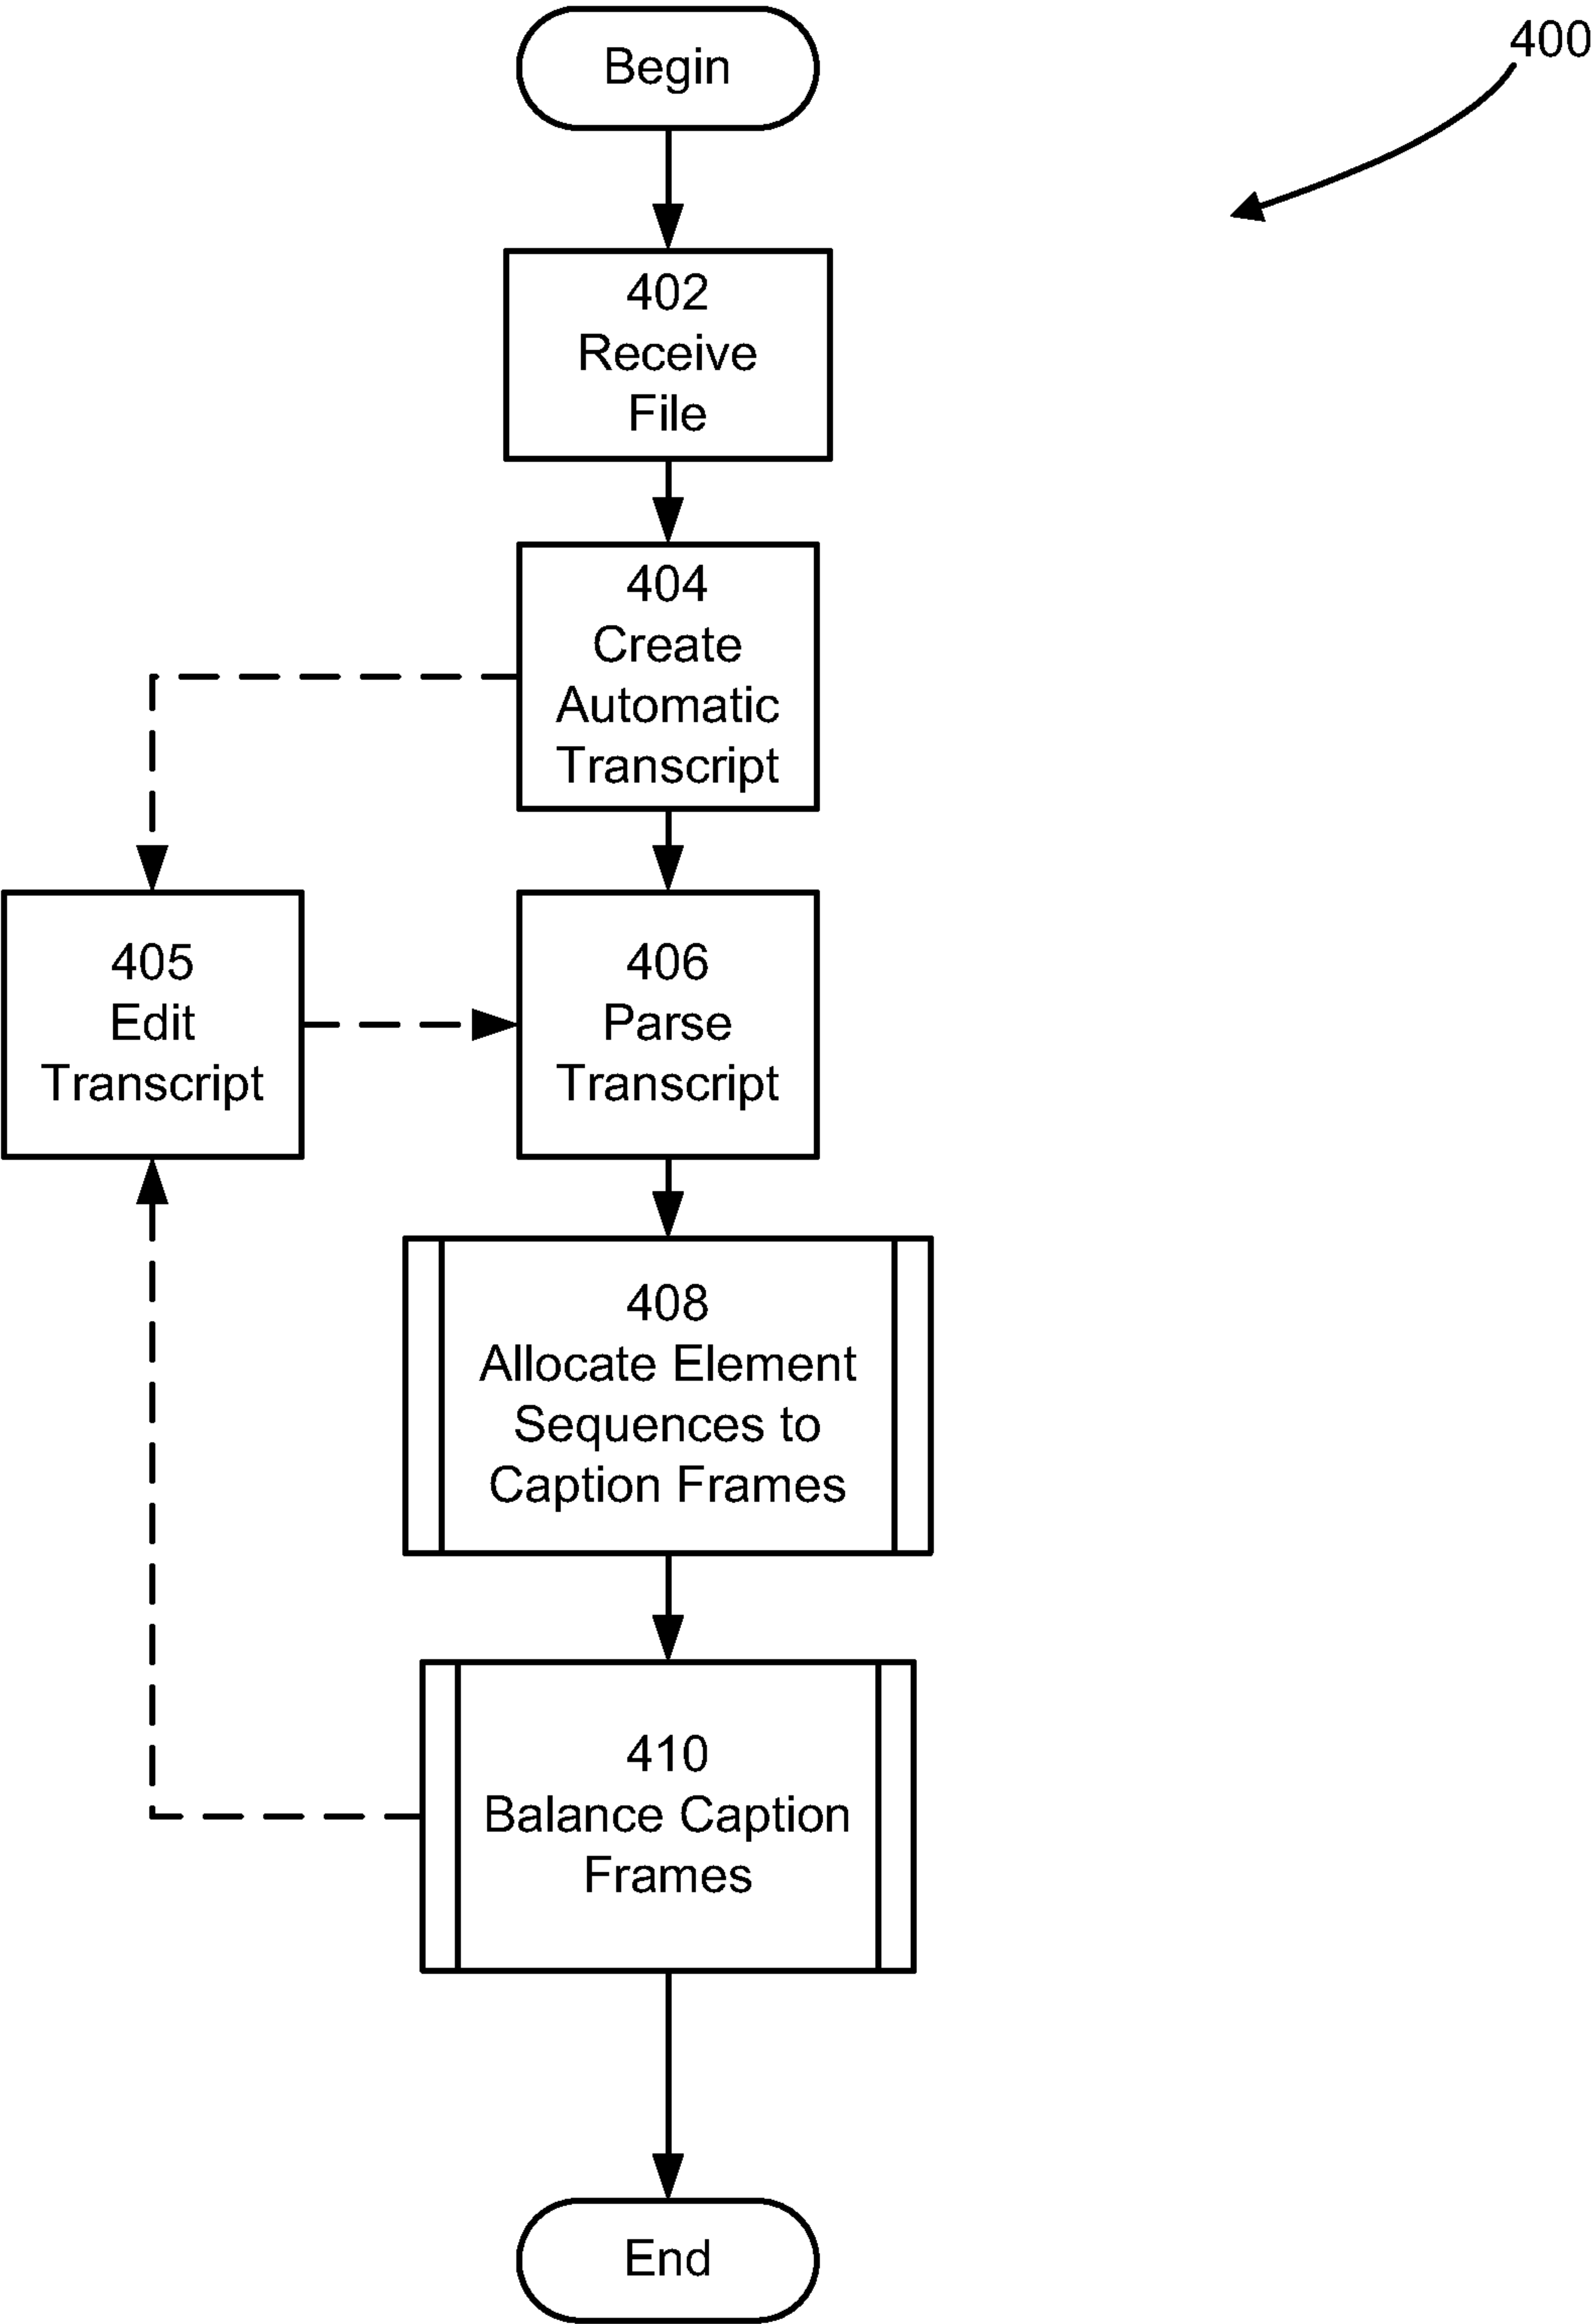 Begin
400
402
Receive
File
404
Create
Automatic
Transcript
405
Edit
Transcript
406
Parse
Transcript
408
Allocate Element
Sequences to
Caption Frames
410
Balance Caption
Frames
End